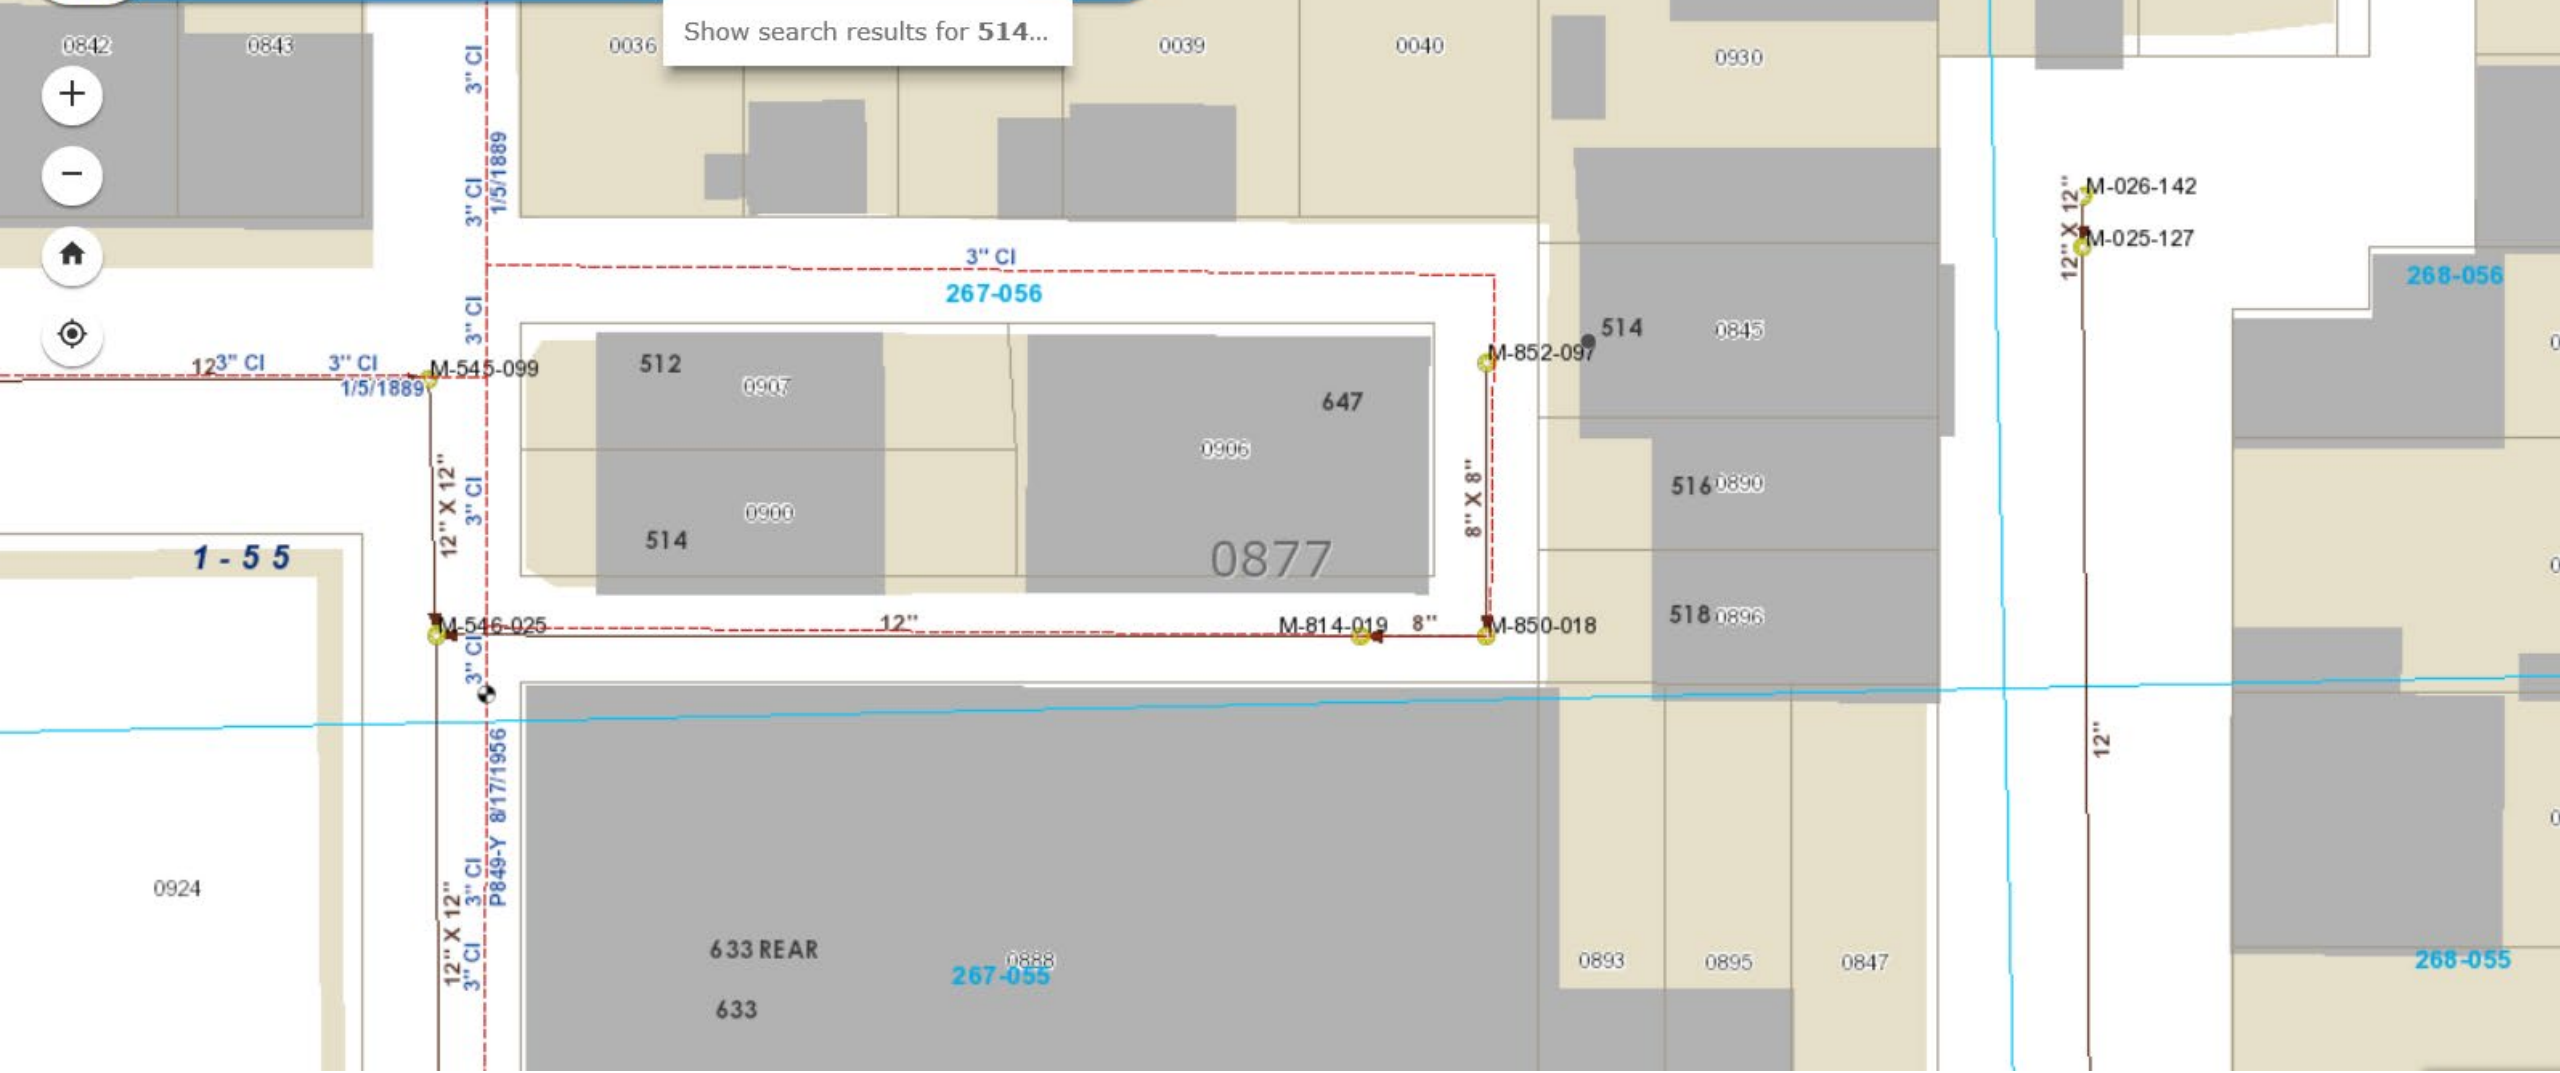 Show search results for 514...
0842
0843
0036
0039
0040
0930
3" CI
1/5/1889
3" CI
M-026-142
12" X 12"
M-025-127
12"
3" CI
267-056
268-056
3" CI
514
0845
12
3" CI
3" CI
1/5/1889
M-545-099
512
0907
647
M-852-097
0906
12" X 12"
3" CI
8" X 8"
516
0890
0900
514
0877
1-55
M-546-025
12"
M-814-019
8"
M-850-018
518
0896
3" CI
12"
P849-Y 8/17/1956
3" CI
0924
12" X 12"
3" CI
633 REAR
0888
267-055
633
0893
0895
0847
268-055